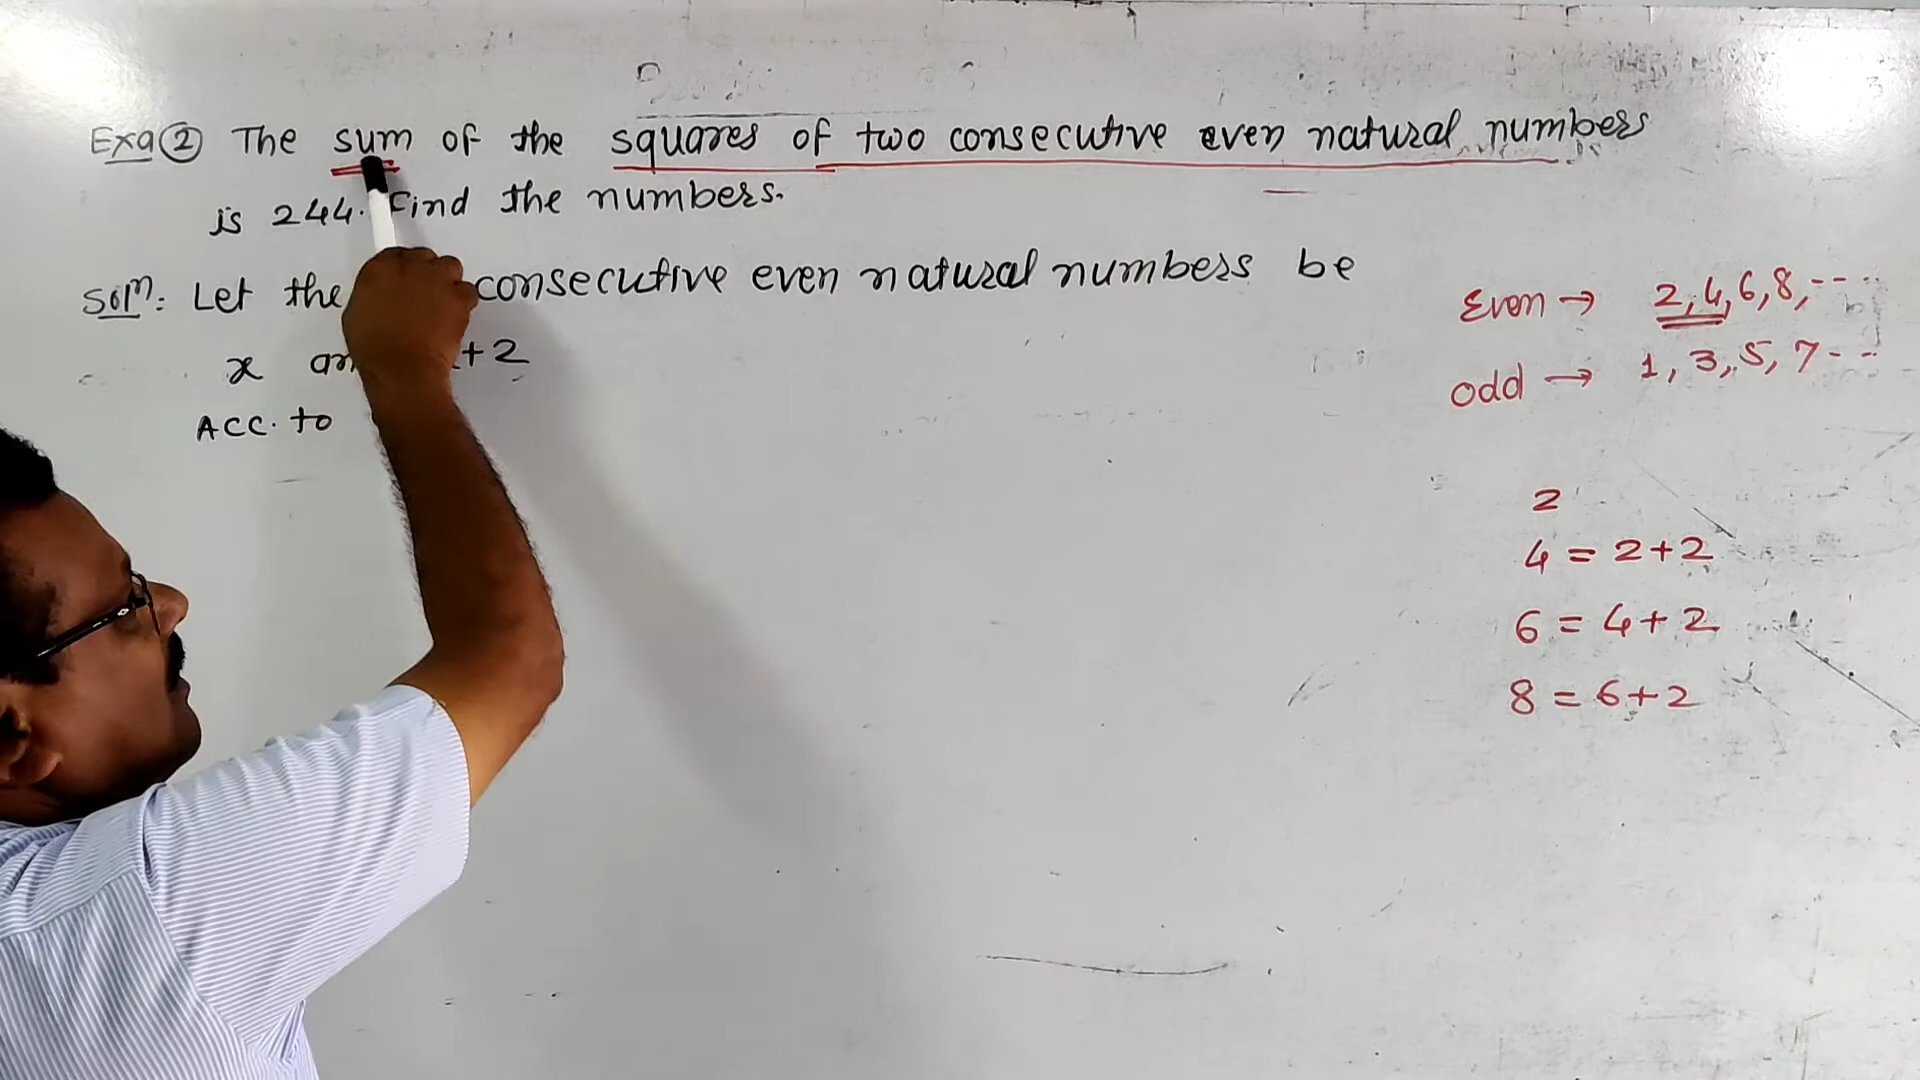 Exa② The sum of the squares of two consecutive even natural numbers
is 244. Find the numbers.
Solⁿ: Let the consecutive even natural numbers be
x +2
Acc. to
Even → 2,4,6,8,----
odd → 1,3,5,7---
2
4 = 2+2
6 = 4+2
8 = 6+2